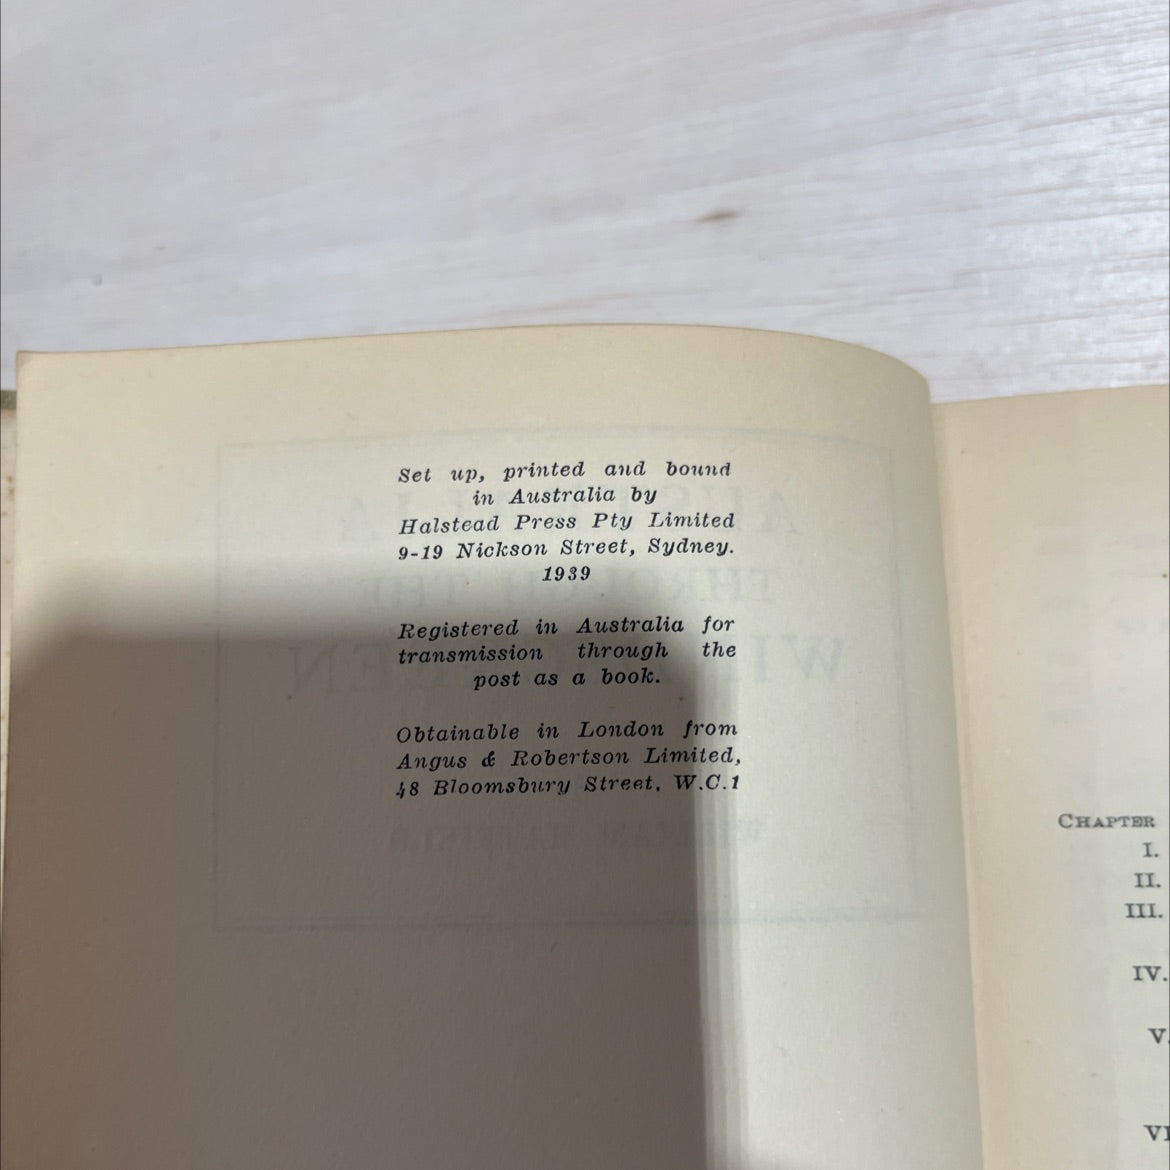 Set up, printed and bound
in Australia by
Halstead Press Pty Limited
9-19 Nickson Street, Sydney.
1939
Registered in Australia for
transmission through the
post as a book.
Obtainable in London from
Angus & Robertson Limited,
48 Bloomsbury Street, W.C.1
CHAPTER
I.
II.
III.
IV.
V.
VI